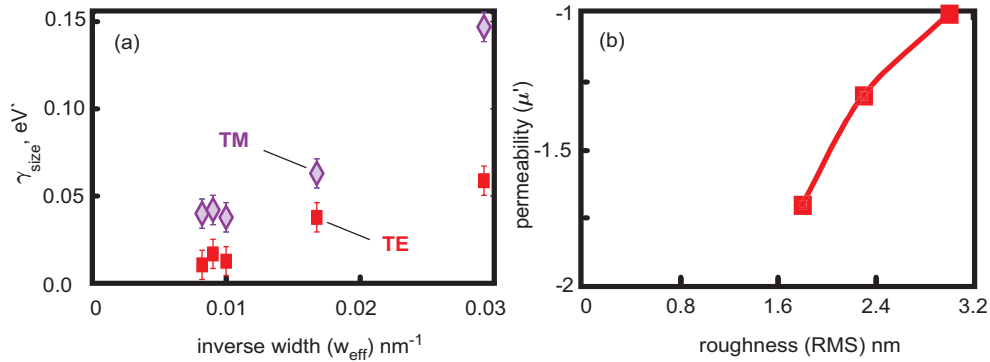 (a)
0.15
0.10
0.05
0.0
γsize, eV`
TM
TE
0
0.01
0.02
0.03
inverse width (weff) nm-1
(b)
-1
-1.5
-2
permeability (μ')
0
0.8
1.6
2.4
3.2
roughness (RMS) nm